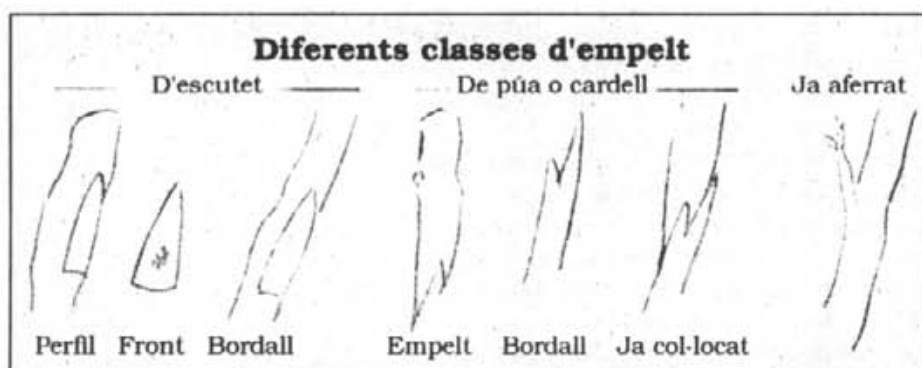 Diferents classes d'empelt
D'escutet De púa o cardell Ja aferrat
Perfil Front Bordall Empelt Bordall Ja col·locat